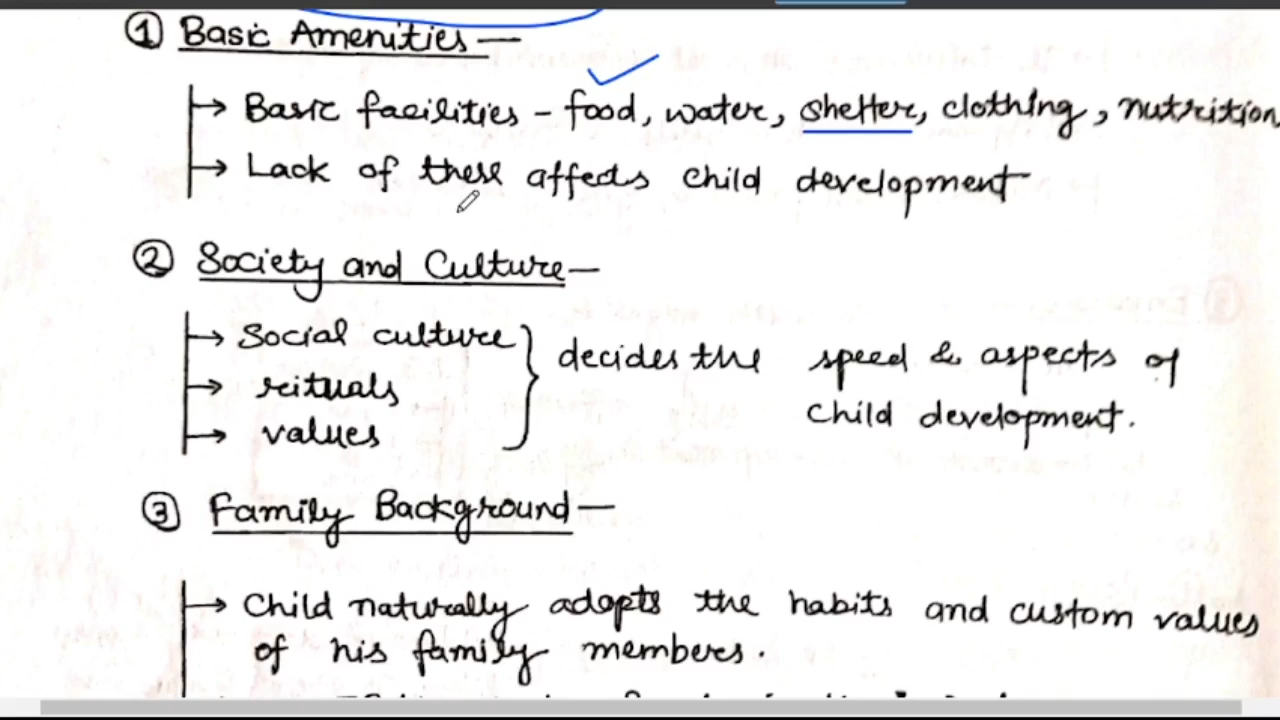 ① Basic Amenities —
→ Basic facilities - food, water, shelter, clothing, nutrition
→ Lack of these affects child development
② Society and Culture —
→ Social culture
→ rituals
→ values
} decides the speed & aspects of
child development.
③ Family Background —
→ Child naturally adopts the habits and custom values
of his family members.